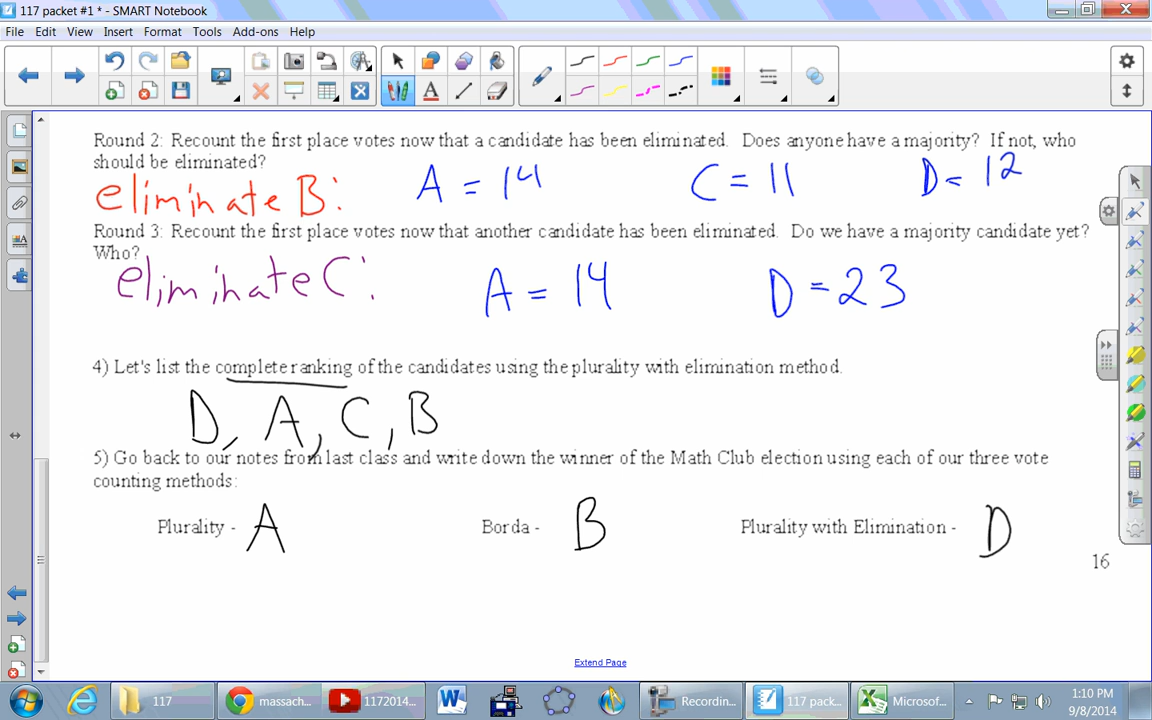 117 packet #1 * - SMART Notebook
File Edit View Insert Format Tools Add-ons Help
Round 2: Recount the first place votes now that a candidate has been eliminated. Does anyone have a majority? If not, who
should be eliminated?
eliminate B: A = 14 C = 11 D = 12
Round 3: Recount the first place votes now that another candidate has been eliminated. Do we have a majority candidate yet?
Who?
eliminate C: A = 14 D = 23
4) Let's list the complete ranking of the candidates using the plurality with elimination method.
D, A, C, B
5) Go back to our notes from last class and write down the winner of the Math Club election using each of our three vote
counting methods:
Plurality - A Borda - B Plurality with Elimination - D
16
Extend Page
117 massach... 1172014... Recordin... 117 pack... Microsof...
1:10 PM
9/8/2014